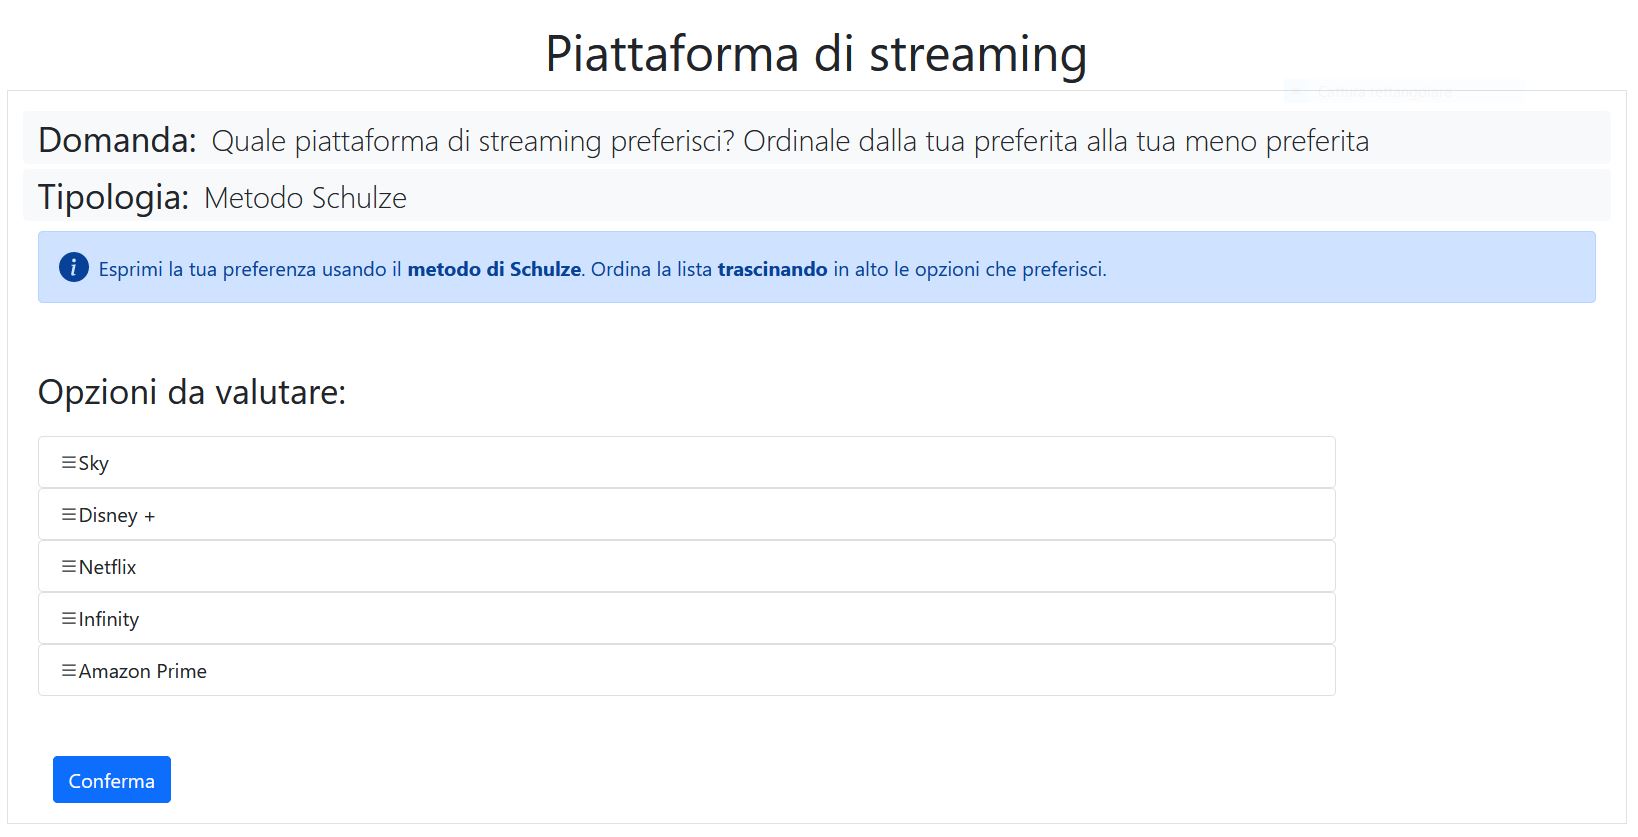 Piattaforma di streaming
Cattura rettangolare
Domanda: Quale piattaforma di streaming preferisci? Ordinale dalla tua preferita alla tua meno preferita
Tipologia: Metodo Schulze
Esprimi la tua preferenza usando il metodo di Schulze. Ordina la lista trascinando in alto le opzioni che preferisci.
Opzioni da valutare:
Sky
Disney +
Netflix
Infinity
Amazon Prime
Conferma